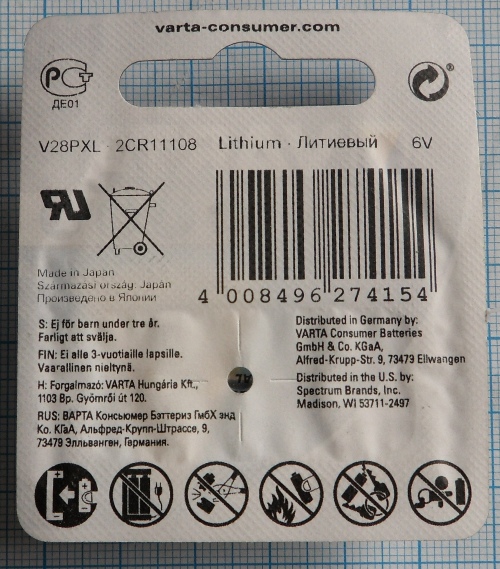 varta-consumer.com
ДЕ01
V28PXL · 2CR11108 Lithium · Литиевый 6V
Made in Japan
Származási ország: Japán
Произведено в Японии
4 008496 274154
S: Ej för barn under tre år.
Farligt att svälja.
FIN: Ei alle 3-vuotiaille lapsille.
Vaarallinen nieltynä.
H: Forgalmazó: VARTA Hungária Kft.,
1103 Bp. Gyömrői út 120.
RUS: ВАРТА Консьюмер Бэттериз ГмбХ энд
Ко. КГаА, Альфред-Крупп-Штрассе, 9,
73479 Элльванген, Германия.
Distributed in Germany by:
VARTA Consumer Batteries
GmbH & Co. KGaA,
Alfred-Krupp-Str. 9, 73479 Ellwangen
Distributed in the U.S. by:
Spectrum Brands, Inc.
Madison, WI 53711-2497